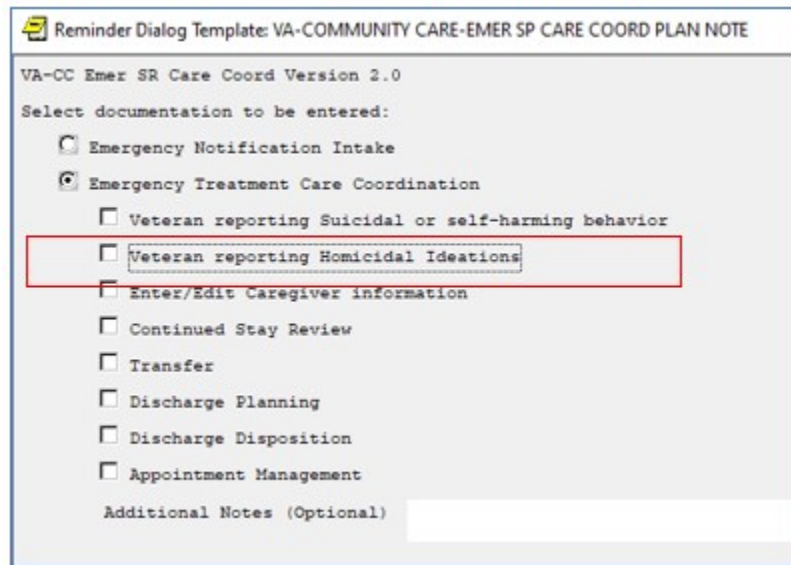 Reminder Dialog Template: VA-COMMUNITY CARE-EMER SP CARE COORD PLAN NOTE
VA-CC Emer SR Care Coord Version 2.0
Select documentation to be entered:
Emergency Notification Intake
Emergency Treatment Care Coordination
Veteran reporting Suicidal or self-harming behavior
Veteran reporting Homicidal Ideations
Enter/Edit Caregiver information
Continued Stay Review
Transfer
Discharge Planning
Discharge Disposition
Appointment Management
Additional Notes (Optional)